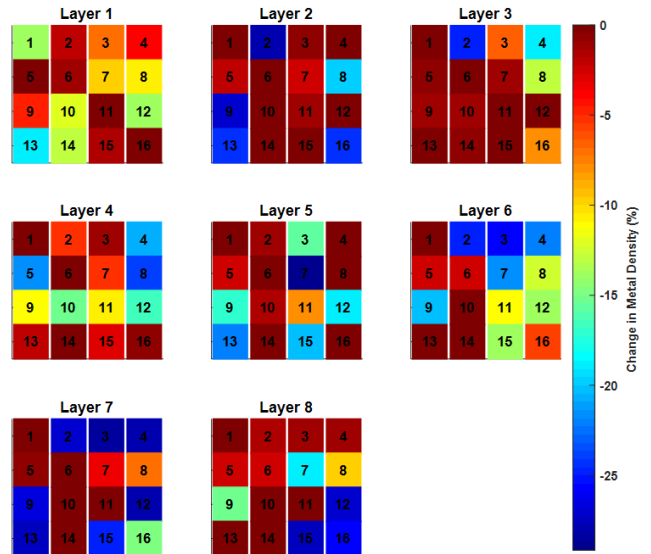 Layer 1 Layer 2 Layer 3
1 2 3 4 1 2 3 4 1 2 3 4 0
5 6 7 8 5 6 7 8 5 6 7 8 -5
9 10 11 12 9 10 11 12 9 10 11 12
13 14 15 16 13 14 15 16 13 14 15 16
-10
Layer 4 Layer 5 Layer 6
1 2 3 4 1 2 3 4 1 2 3 4
5 6 7 8 5 6 7 8 5 6 7 8
-15
9 10 11 12 9 10 11 12 9 10 11 12
13 14 15 16 13 14 15 16 13 14 15 16
-20
Layer 7 Layer 8
1 2 3 4 1 2 3 4
5 6 7 8 5 6 7 8
-25
9 10 11 12 9 10 11 12
13 14 15 16 13 14 15 16
Change in Metal Density (%)